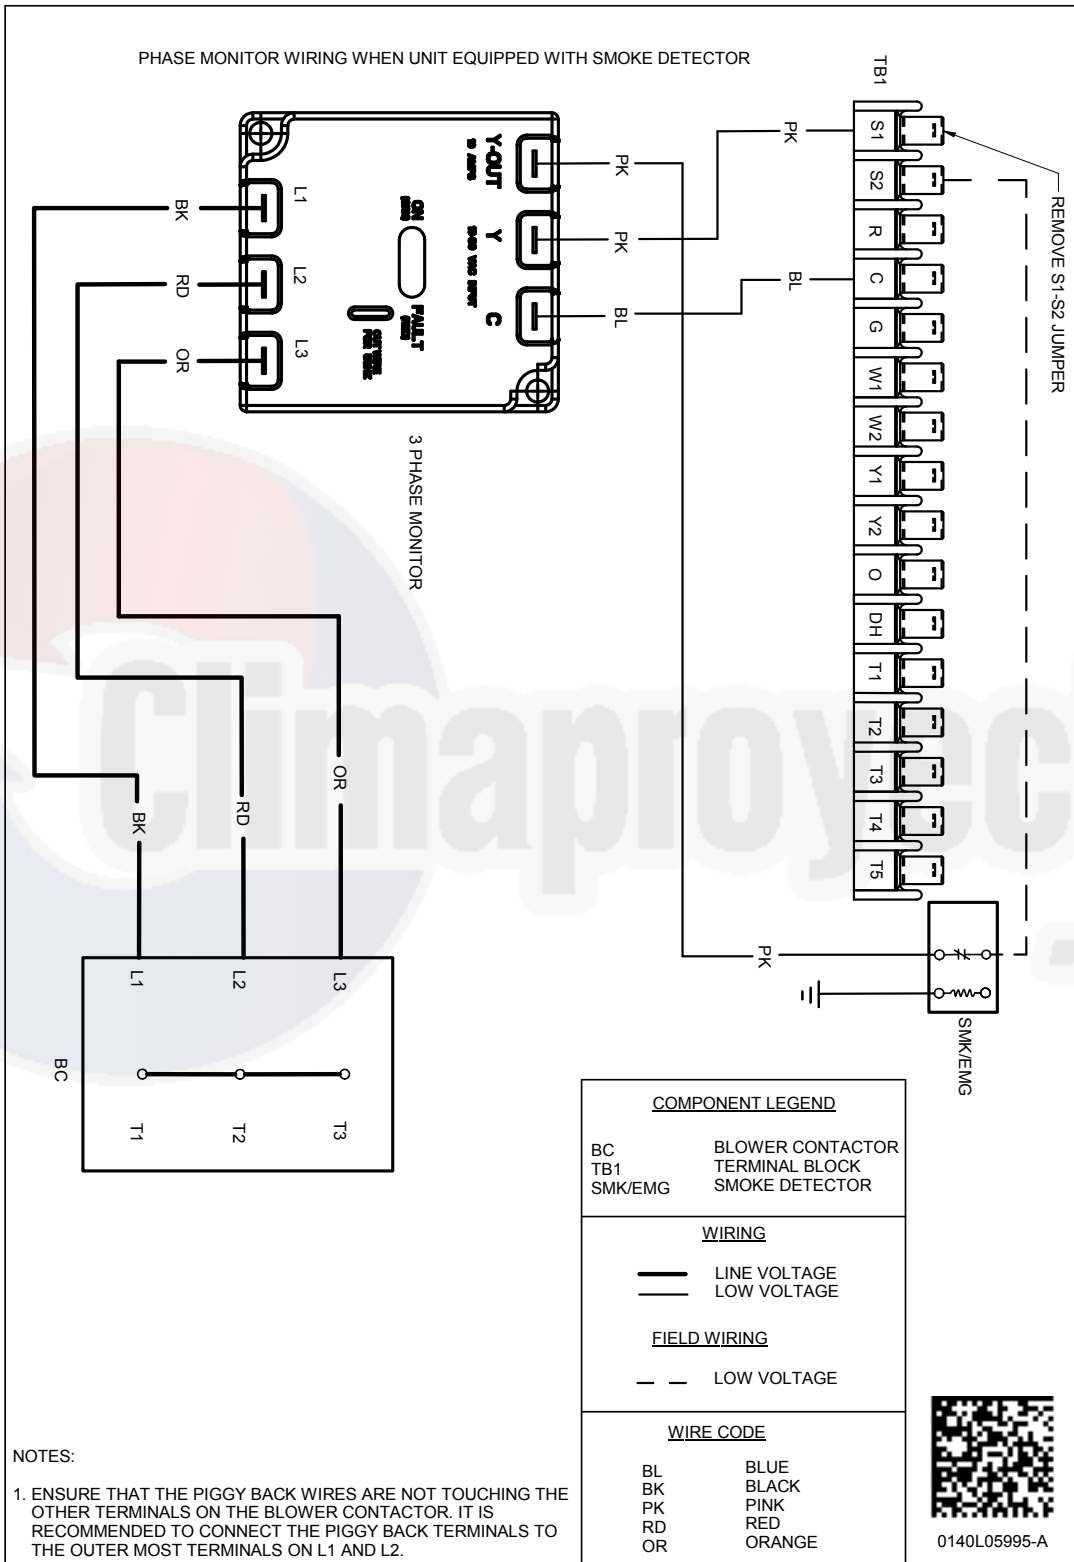 PHASE MONITOR WIRING WHEN UNIT EQUIPPED WITH SMOKE DETECTOR
TB1
S1
S2
R
C
G
W1
W2
Y1
Y2
O
DH
T1
T2
T3
T4
T5
REMOVE S1-S2 JUMPER
PK
PK
BL
PK
PK
BL
Y-OUT
10 AMPS
Y
C
ON
FAULT
L1
L2
L3
BK
RD
OR
3 PHASE MONITOR
OR
RD
BK
PK
SMK/EMG
L1
L2
L3
BC
T1
T2
T3
Climaproyec
COMPONENT LEGEND
BC BLOWER CONTACTOR
TB1 TERMINAL BLOCK
SMK/EMG SMOKE DETECTOR
WIRING
LINE VOLTAGE
LOW VOLTAGE
FIELD WIRING
LOW VOLTAGE
WIRE CODE
BL BLUE
BK BLACK
PK PINK
RD RED
OR ORANGE
NOTES:
1. ENSURE THAT THE PIGGY BACK WIRES ARE NOT TOUCHING THE
OTHER TERMINALS ON THE BLOWER CONTACTOR. IT IS
RECOMMENDED TO CONNECT THE PIGGY BACK TERMINALS TO
THE OUTER MOST TERMINALS ON L1 AND L2.
0140L05995-A